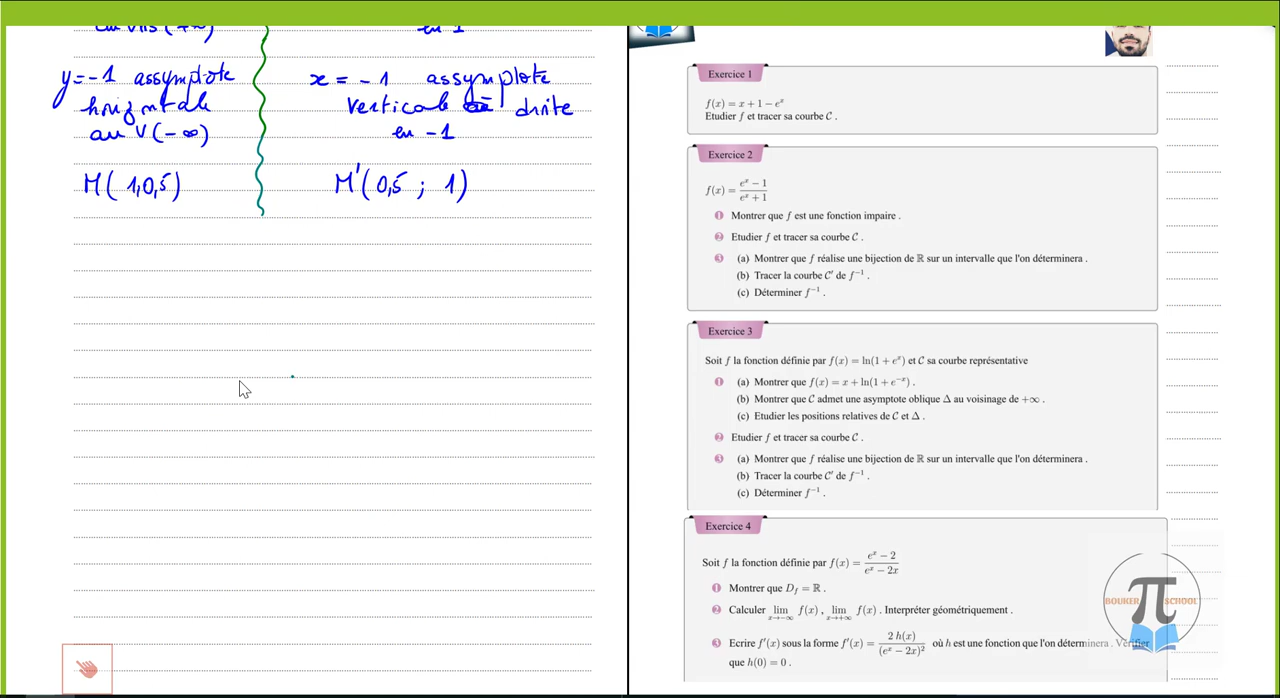 y=-1 assymptote
horizontale
au V(-∞)
x = -1 assymptote
verticale à droite
en -1
M(1,0,5)
M'(0,5 ; 1)
Exercice 1
f(x) = x + 1 − e^x
Etudier f et tracer sa courbe C .
Exercice 2
f(x) = (e^x − 1)/(e^x + 1)
1 Montrer que f est une fonction impaire .
2 Etudier f et tracer sa courbe C .
3 (a) Montrer que f réalise une bijection de ℝ sur un intervalle que l'on déterminera .
(b) Tracer la courbe C' de f⁻¹ .
(c) Déterminer f⁻¹ .
Exercice 3
Soit f la fonction définie par f(x) = ln(1 + e^x) et C sa courbe représentative
1 (a) Montrer que f(x) = x + ln(1 + e^−x) .
(b) Montrer que C admet une asymptote oblique Δ au voisinage de +∞ .
(c) Etudier les positions relatives de C et Δ .
2 Etudier f et tracer sa courbe C .
3 (a) Montrer que f réalise une bijection de ℝ sur un intervalle que l'on déterminera .
(b) Tracer la courbe C' de f⁻¹ .
(c) Déterminer f⁻¹ .
Exercice 4
Soit f la fonction définie par f(x) = (e^x − 2)/(e^x − 2x)
1 Montrer que D_f = ℝ .
2 Calculer lim x→−∞ f(x) , lim x→+∞ f(x) . Interpréter géométriquement .
3 Ecrire f'(x) sous la forme f'(x) = 2 h(x)/(e^x − 2x)² où h est une fonction que l'on déterminera . Vérifier
que h(0) = 0 .
BOUKER π SCHOOL